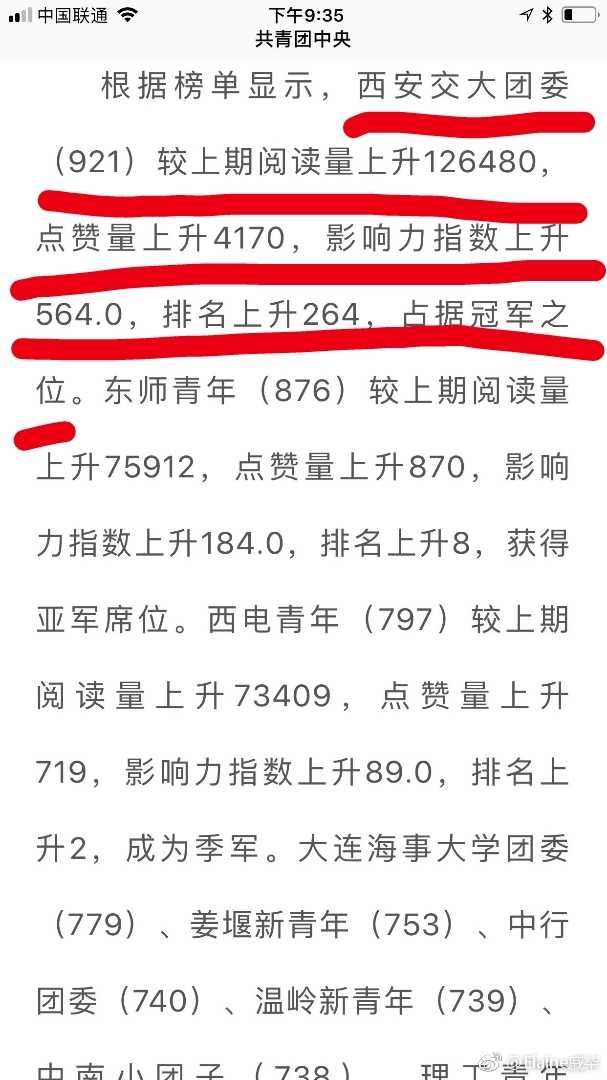 中国联通
下午9:35
共青团中央
根据榜单显示，西安交大团委
（921）较上期阅读量上升126480，
点赞量上升4170，影响力指数上升
564.0，排名上升264，占据冠军之
位。东师青年（876）较上期阅读量
上升75912，点赞量上升870，影响
力指数上升184.0，排名上升8，获得
亚军席位。西电青年（797）较上期
阅读量上升73409，点赞量上升
719，影响力指数上升89.0，排名上
升2，成为季军。大连海事大学团委
（779）、姜堰新青年（753）、中行
团委（740）、温岭新青年（739）、
中南小团子（738）、理工青年